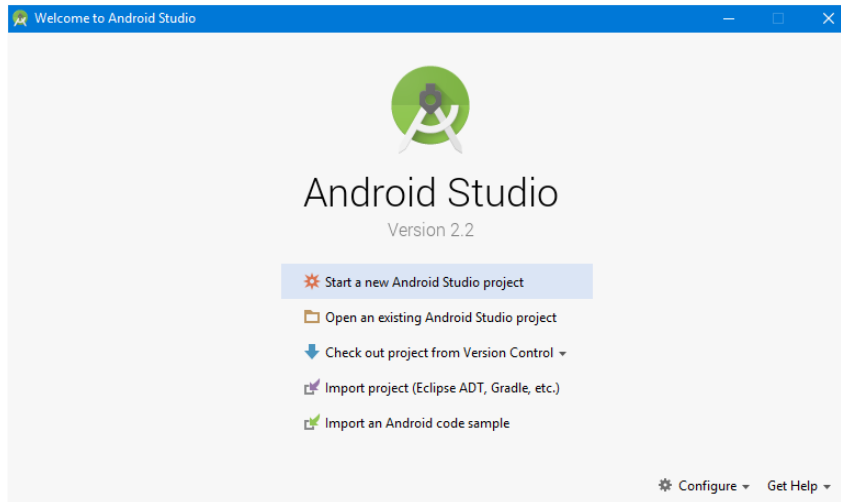 Welcome to Android Studio
Android Studio
Version 2.2
Start a new Android Studio project
Open an existing Android Studio project
Check out project from Version Control
Import project (Eclipse ADT, Gradle, etc.)
Import an Android code sample
Configure Get Help